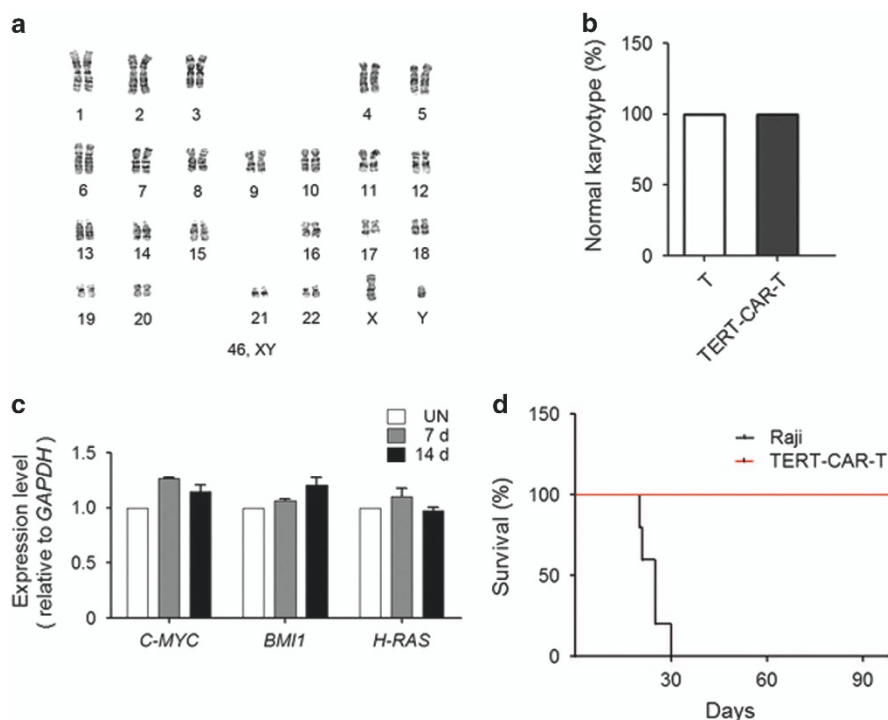 a
1 2 3 4 5
6 7 8 9 10 11 12
13 14 15 16 17 18
19 20 21 22 X Y
46, XY
b
Normal karyotype (%)
150
100
50
0
T
TERT-CAR-T
c
UN
7 d
14 d
Expression level
( relative to GAPDH )
1.5
1.0
0.5
0
C-MYC BMI1 H-RAS
d
Raji
TERT-CAR-T
Survival (%)
150
100
50
0
30 60 90
Days